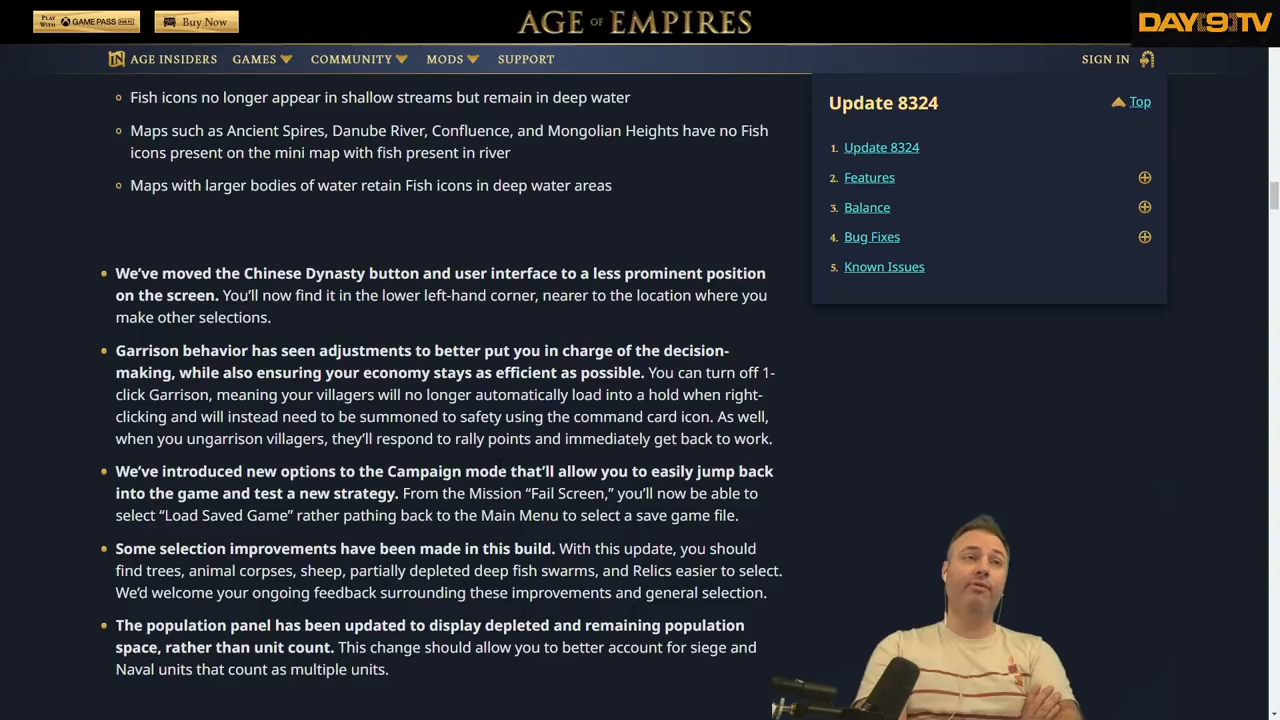 PLAY WITH XBOX GAME PASS FOR PC
Buy Now
AGE OF EMPIRES
DAY[9].TV
IN AGE INSIDERS
GAMES
COMMUNITY
MODS
SUPPORT
SIGN IN
Fish icons no longer appear in shallow streams but remain in deep water
Maps such as Ancient Spires, Danube River, Confluence, and Mongolian Heights have no Fish
icons present on the mini map with fish present in river
Maps with larger bodies of water retain Fish icons in deep water areas
We’ve moved the Chinese Dynasty button and user interface to a less prominent position
on the screen. You’ll now find it in the lower left-hand corner, nearer to the location where you
make other selections.
Garrison behavior has seen adjustments to better put you in charge of the decision-
making, while also ensuring your economy stays as efficient as possible. You can turn off 1-
click Garrison, meaning your villagers will no longer automatically load into a hold when right-
clicking and will instead need to be summoned to safety using the command card icon. As well,
when you ungarrison villagers, they’ll respond to rally points and immediately get back to work.
We’ve introduced new options to the Campaign mode that’ll allow you to easily jump back
into the game and test a new strategy. From the Mission “Fail Screen,” you’ll now be able to
select “Load Saved Game” rather pathing back to the Main Menu to select a save game file.
Some selection improvements have been made in this build. With this update, you should
find trees, animal corpses, sheep, partially depleted deep fish swarms, and Relics easier to select.
We’d welcome your ongoing feedback surrounding these improvements and general selection.
The population panel has been updated to display depleted and remaining population
space, rather than unit count. This change should allow you to better account for siege and
Naval units that count as multiple units.
Update 8324
Top
1. Update 8324
2. Features
3. Balance
4. Bug Fixes
5. Known Issues